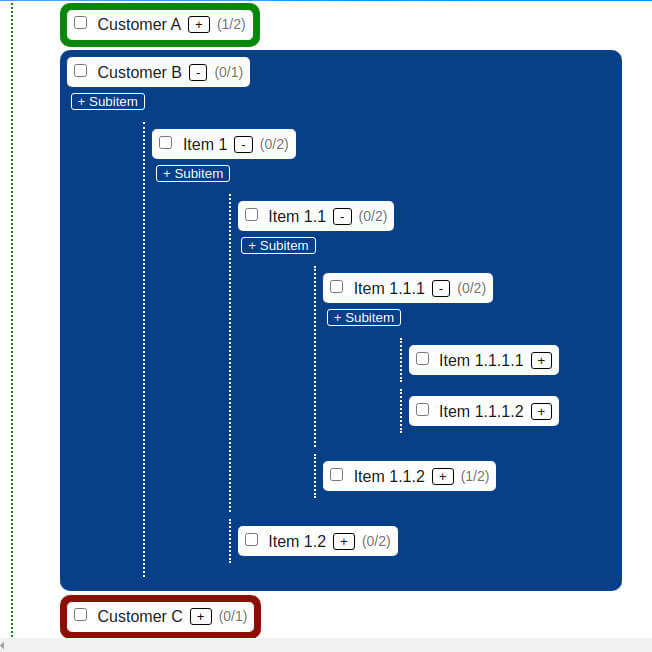 Customer A + (1/2)
Customer B - (0/1)
+ Subitem
Item 1 - (0/2)
+ Subitem
Item 1.1 - (0/2)
+ Subitem
Item 1.1.1 - (0/2)
+ Subitem
Item 1.1.1.1 +
Item 1.1.1.2 +
Item 1.1.2 + (1/2)
Item 1.2 + (0/2)
Customer C + (0/1)